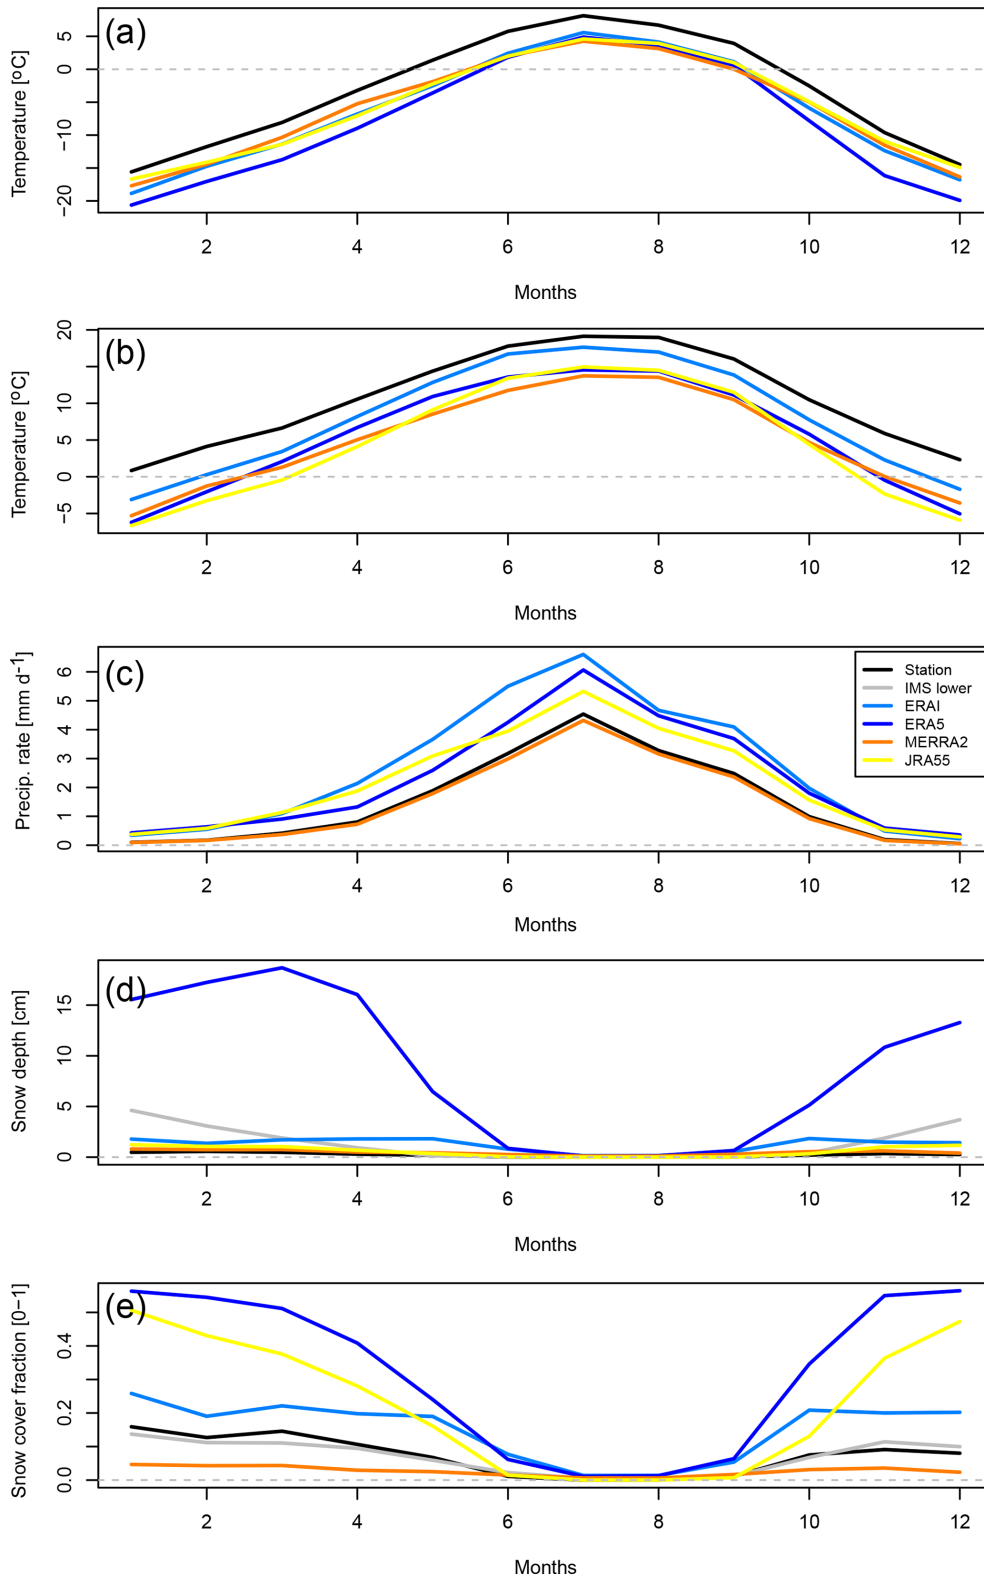 (a)
Temperature [ºC]
5
0
−10
−20
2 4 6 8 10 12
Months
(b)
Temperature [ºC]
20
10
5
0
−5
2 4 6 8 10 12
Months
(c)
Precip. rate [mm d⁻¹]
6
5
4
3
2
1
0
Station
IMS lower
ERAI
ERA5
MERRA2
JRA55
2 4 6 8 10 12
Months
(d)
Snow depth [cm]
15
10
5
0
2 4 6 8 10 12
Months
(e)
Snow cover fraction [0−1]
0.4
0.2
0.0
2 4 6 8 10 12
Months